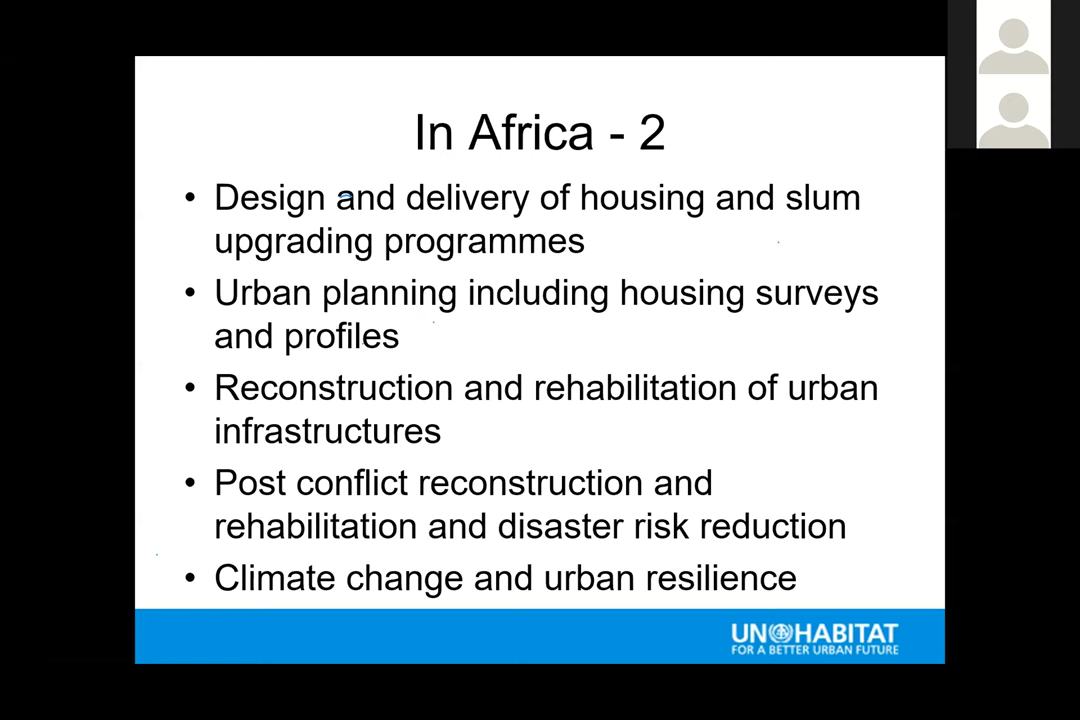 In Africa - 2
• Design and delivery of housing and slum
upgrading programmes
• Urban planning including housing surveys
and profiles
• Reconstruction and rehabilitation of urban
infrastructures
• Post conflict reconstruction and
rehabilitation and disaster risk reduction
• Climate change and urban resilience
UN HABITAT
FOR A BETTER URBAN FUTURE